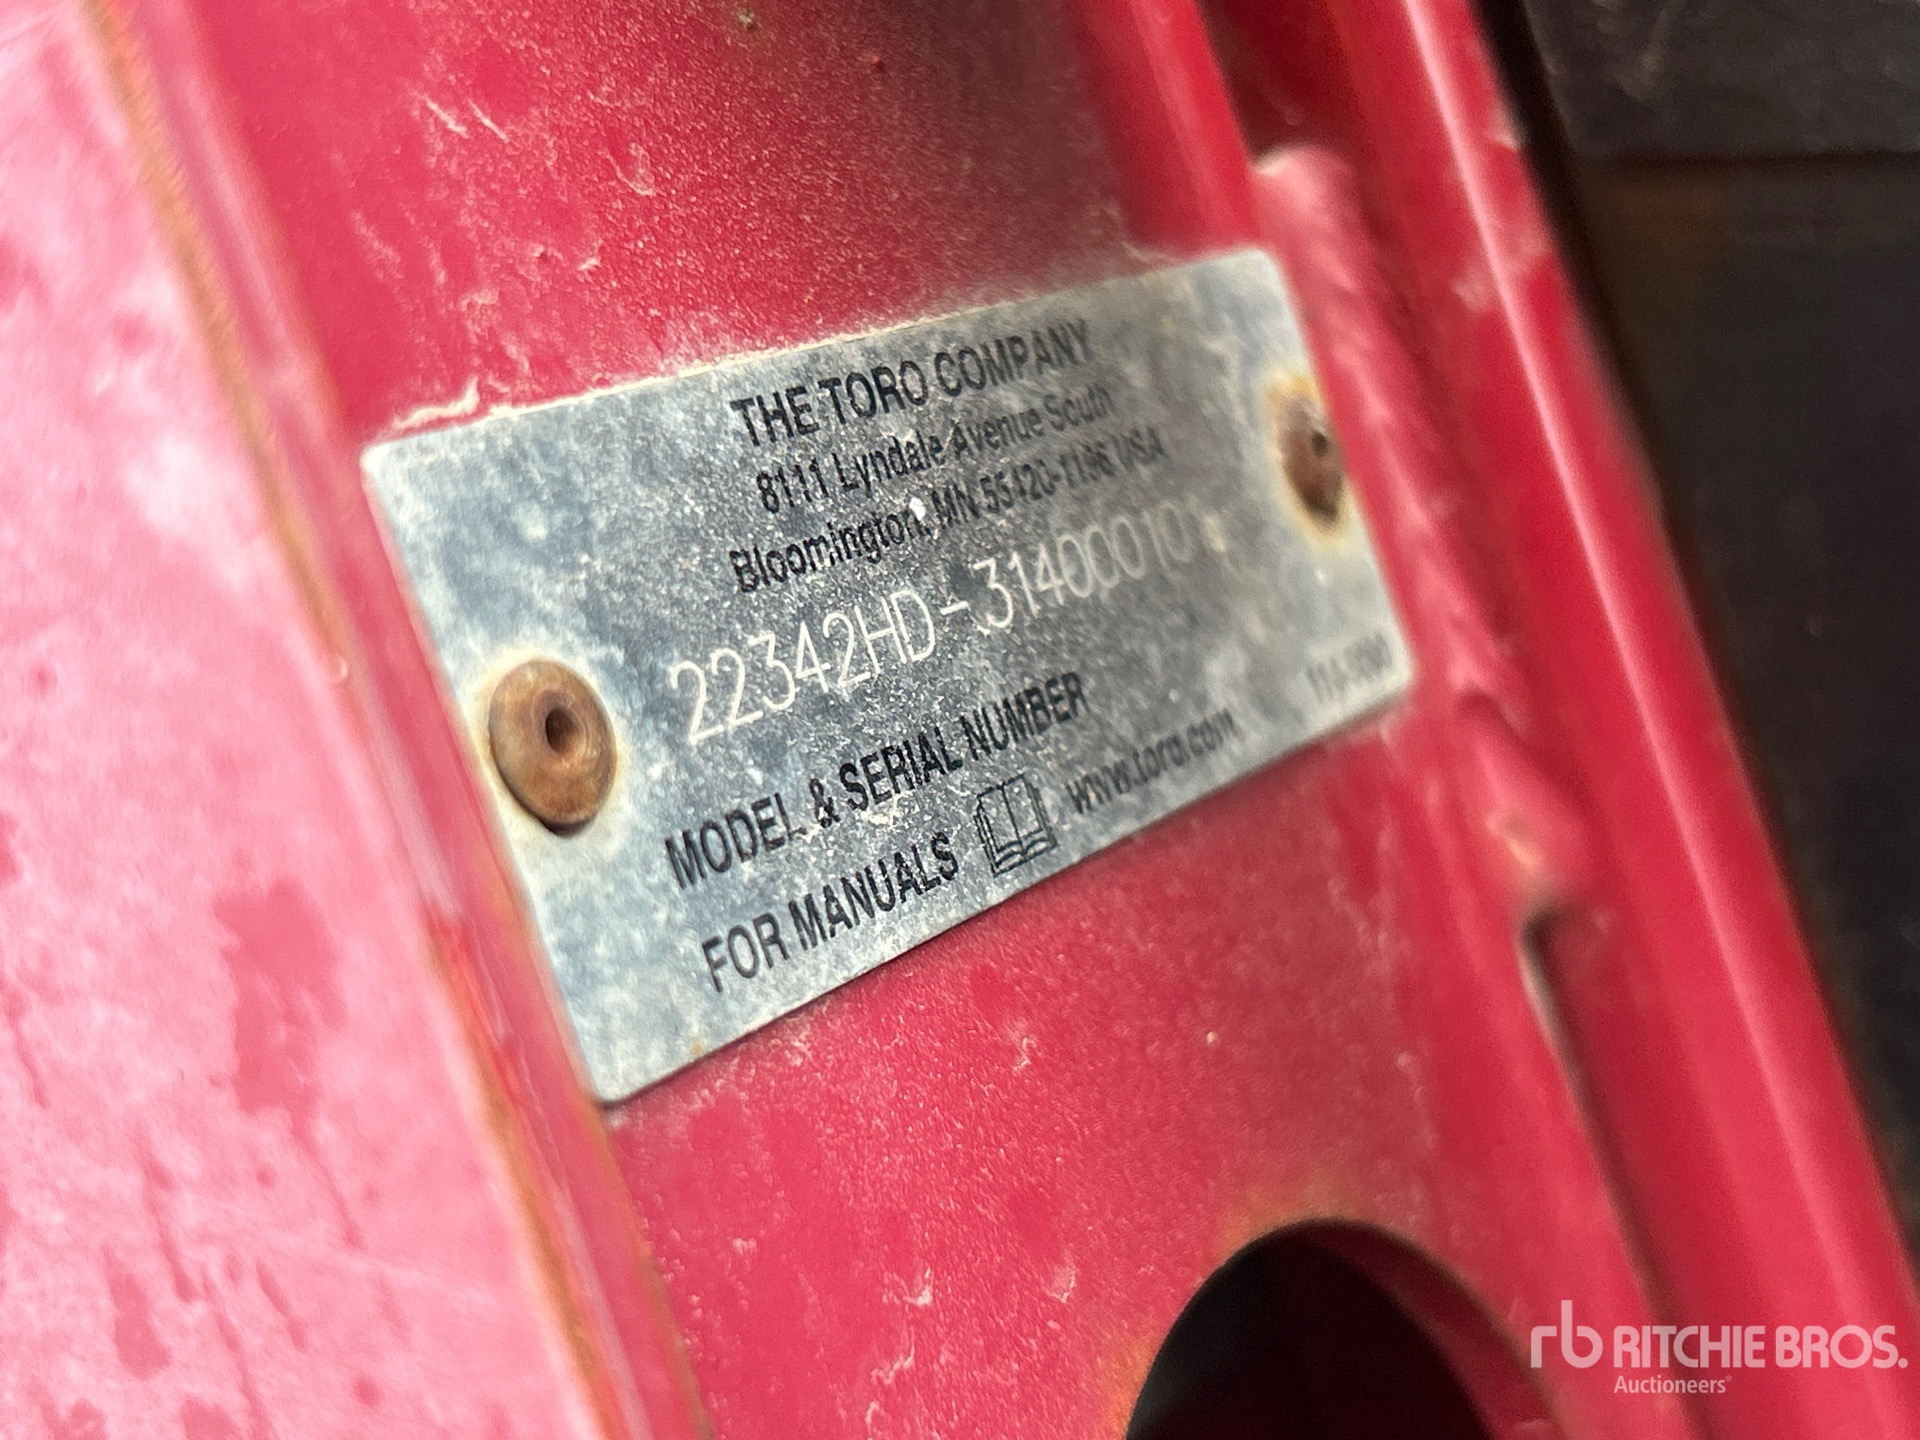 THE TORO COMPANY
8111 Lyndale Avenue South
Bloomington, MN 55420-1196 USA
22342HD-314000101
MODEL & SERIAL NUMBER
FOR MANUALS www.toro.com
rb RITCHIE BROS.
Auctioneers